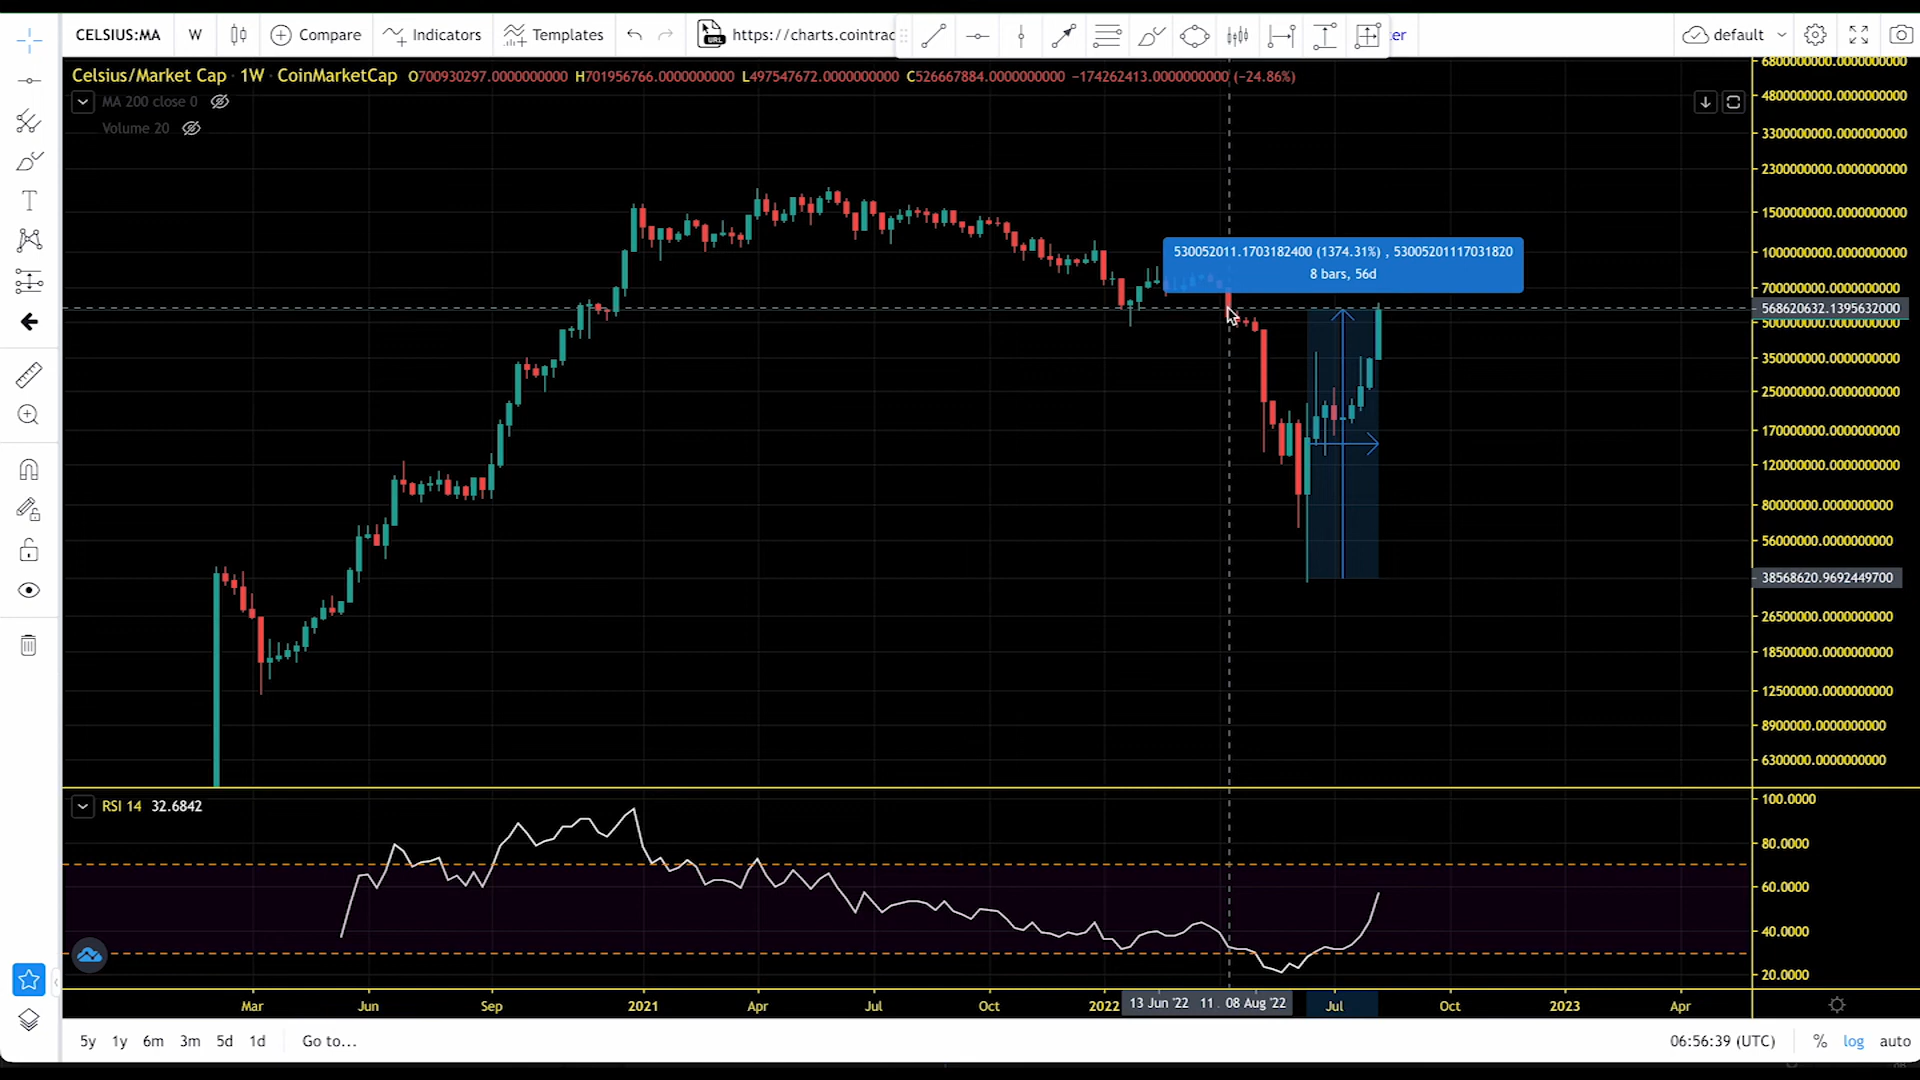 CELSIUS:MA W Compare Indicators Templates https://charts.cointrac ter default
Celsius/Market Cap · 1W · CoinMarketCap O700930297.0000000000 H701956766.0000000000 L497547672.0000000000 C526667884.0000000000 −174262413.0000000000 (−24.86%)
MA 200 close 0
Volume 20
6800000000.0000000000
4800000000.0000000000
3300000000.0000000000
2300000000.0000000000
1500000000.0000000000
1000000000.0000000000
530052011.1703182400 (1374.31%) , 53005201117031820
8 bars, 56d
700000000.0000000000
568620632.1395632000
500000000.0000000000
350000000.0000000000
250000000.0000000000
170000000.0000000000
120000000.0000000000
80000000.0000000000
56000000.0000000000
38568620.9692449700
26500000.0000000000
18500000.0000000000
12500000.0000000000
8900000.0000000000
6300000.0000000000
RSI 14 32.6842
100.0000
80.0000
60.0000
40.0000
20.0000
Mar Jun Sep 2021 Apr Jul Oct 2022 13 Jun '22 11 08 Aug '22 Jul Oct 2023 Apr
5y 1y 6m 3m 5d 1d Go to... 06:56:39 (UTC) % log auto